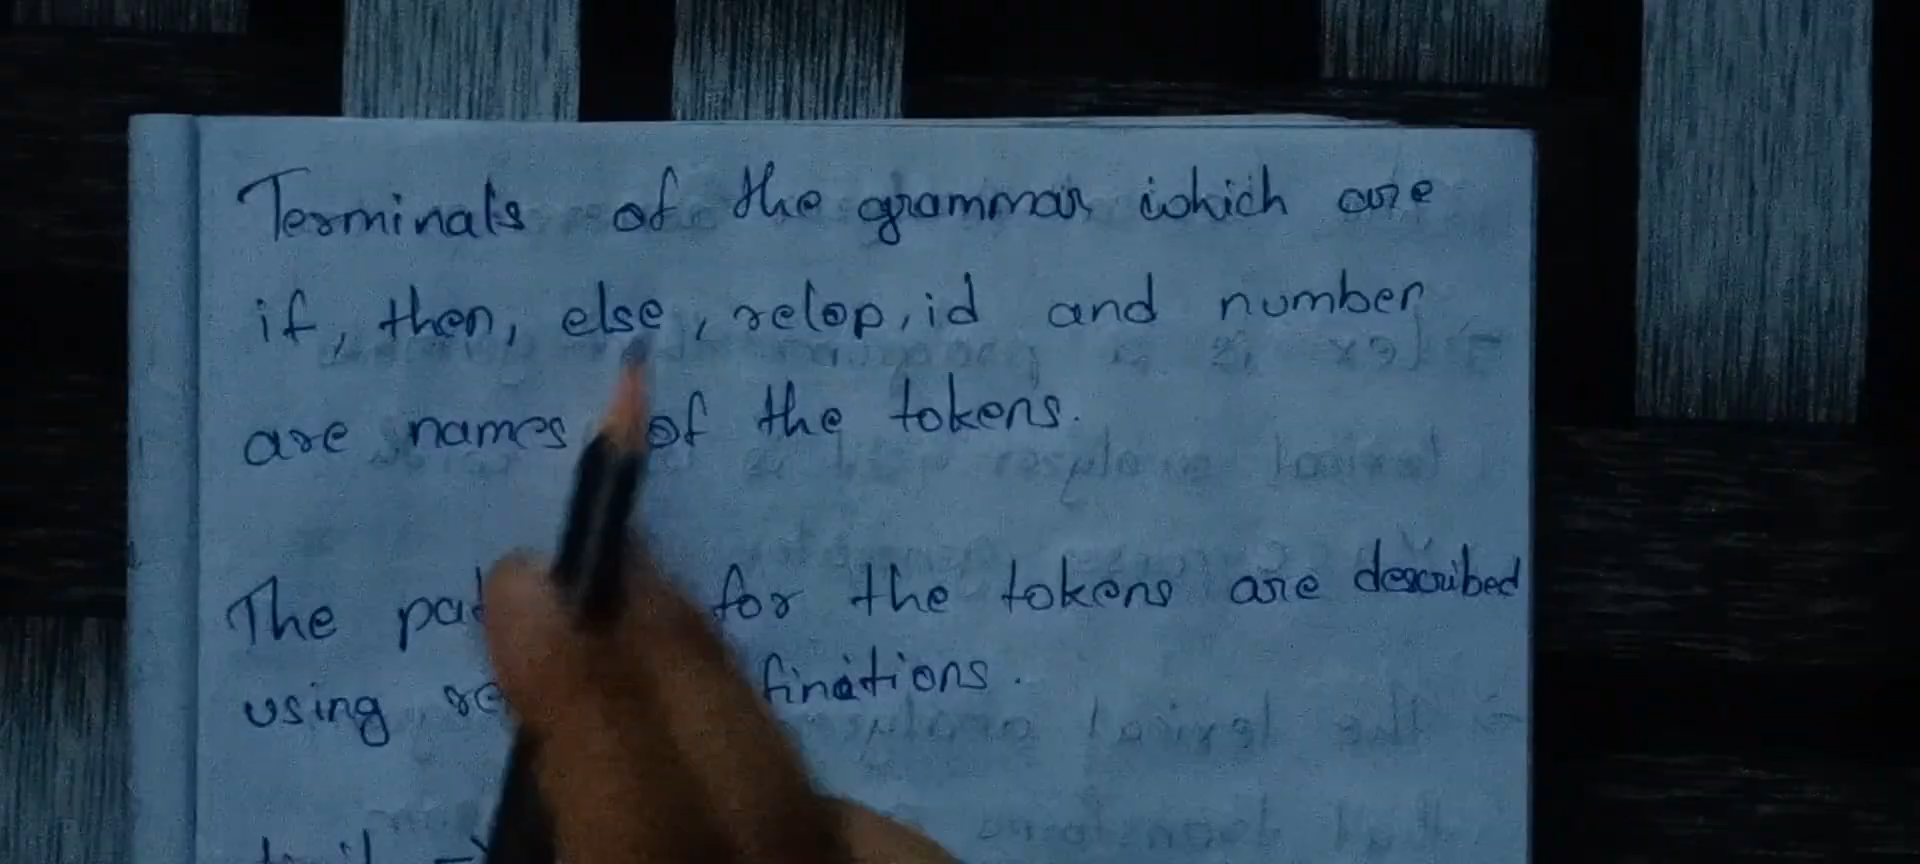 Terminals of the grammar which are
if, then, else, relop, id and number
are names of the tokens.
The for the tokens are described
using finitions.